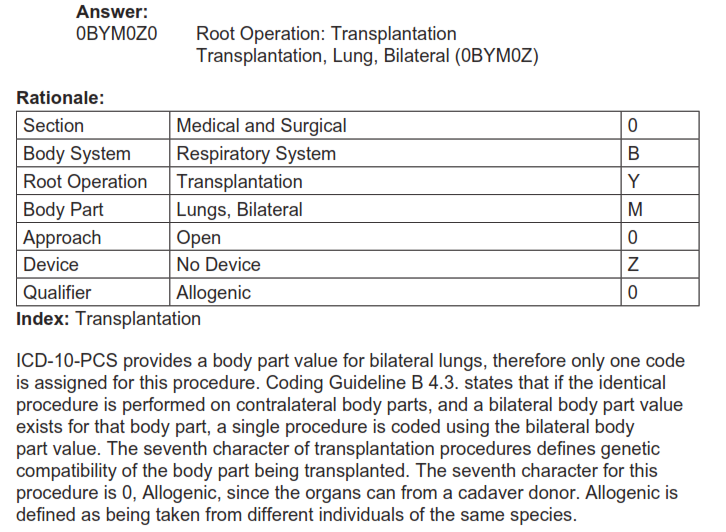 Answer:
0BYM0Z0 Root Operation: Transplantation
Transplantation, Lung, Bilateral (0BYM0Z)
Rationale:
Section Medical and Surgical 0
Body System Respiratory System B
Root Operation Transplantation Y
Body Part Lungs, Bilateral M
Approach Open 0
Device No Device Z
Qualifier Allogenic 0
Index: Transplantation
ICD-10-PCS provides a body part value for bilateral lungs, therefore only one code
is assigned for this procedure. Coding Guideline B 4.3. states that if the identical
procedure is performed on contralateral body parts, and a bilateral body part value
exists for that body part, a single procedure is coded using the bilateral body
part value. The seventh character of transplantation procedures defines genetic
compatibility of the body part being transplanted. The seventh character for this
procedure is 0, Allogenic, since the organs can from a cadaver donor. Allogenic is
defined as being taken from different individuals of the same species.